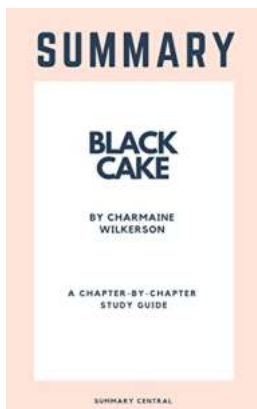 SUMMARY
BLACK
CAKE
BY CHARMAINE
WILKERSON
A CHAPTER-BY-CHAPTER
STUDY GUIDE
SUMMARY CENTRAL